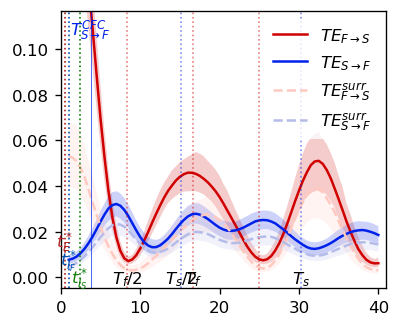 0.10
0.08
0.06
0.04
0.02
0.00
0
10
20
30
40
T^{CFC}_{S→F}
TE_{F→S}
TE_{S→F}
TE^{surr}_{F→S}
TE^{surr}_{S→F}
T_f/2
T_s/2
T_f
T_s